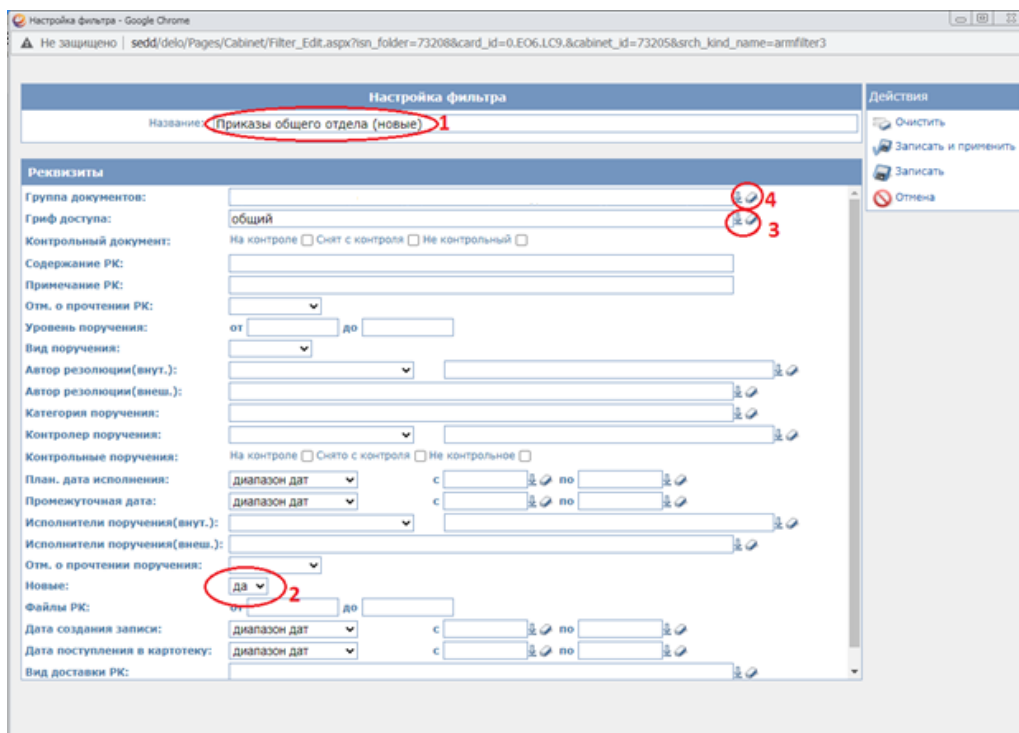 Настройка фильтра - Google Chrome
Не защищено | sedd/delo/Pages/Cabinet/Filter_Edit.aspx?isn_folder=73208&card_id=0.EO6.LC9.&cabinet_id=73205&srch_kind_name=armfilter3
Настройка фильтра
Название: Приказы общего отдела (новые) 1
Действия
Очистить
Записать и применить
Записать
Отмена
Реквизиты
Группа документов: 4
Гриф доступа: общий 3
Контрольный документ: На контроле Снят с контроля Не контрольный
Содержание РК:
Примечание РК:
Отм. о прочтении РК:
Уровень поручения: от до
Вид поручения:
Автор резолюции(внут.):
Автор резолюции(внеш.):
Категория поручения:
Контролер поручения:
Контрольные поручения: На контроле Снято с контроля Не контрольное
План. дата исполнения: диапазон дат с по
Промежуточная дата: диапазон дат с по
Исполнители поручения(внут.):
Исполнители поручения(внеш.):
Отм. о прочтении поручения:
Новые: да 2
Файлы РК: от до
Дата создания записи: диапазон дат с по
Дата поступления в картотеку: диапазон дат с по
Вид доставки РК: